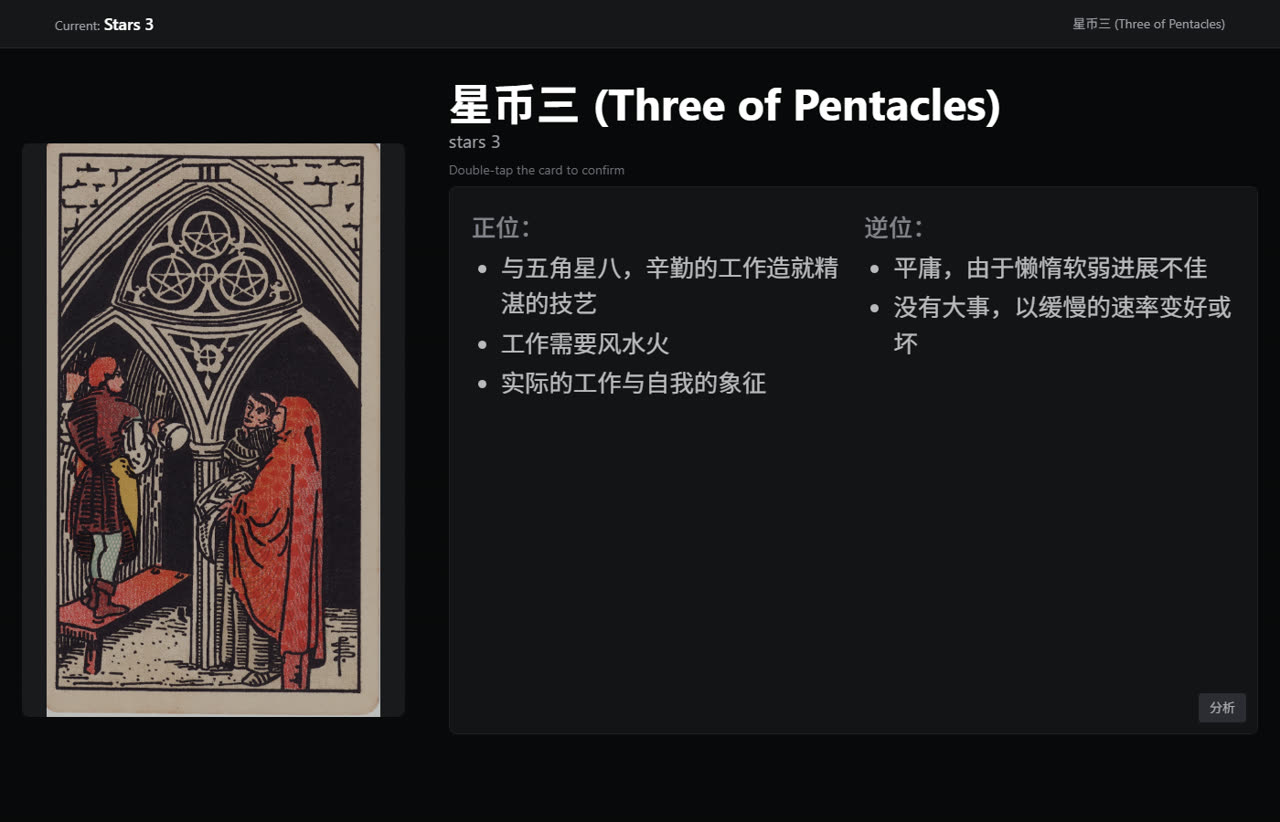 Current: Stars 3
星币三 (Three of Pentacles)
星币三 (Three of Pentacles)
stars 3
Double-tap the card to confirm
正位：
与五角星八，辛勤的工作造就精
湛的技艺
工作需要风水火
实际的工作与自我的象征
逆位：
平庸，由于懒惰软弱进展不佳
没有大事，以缓慢的速率变好或
坏
III
分析